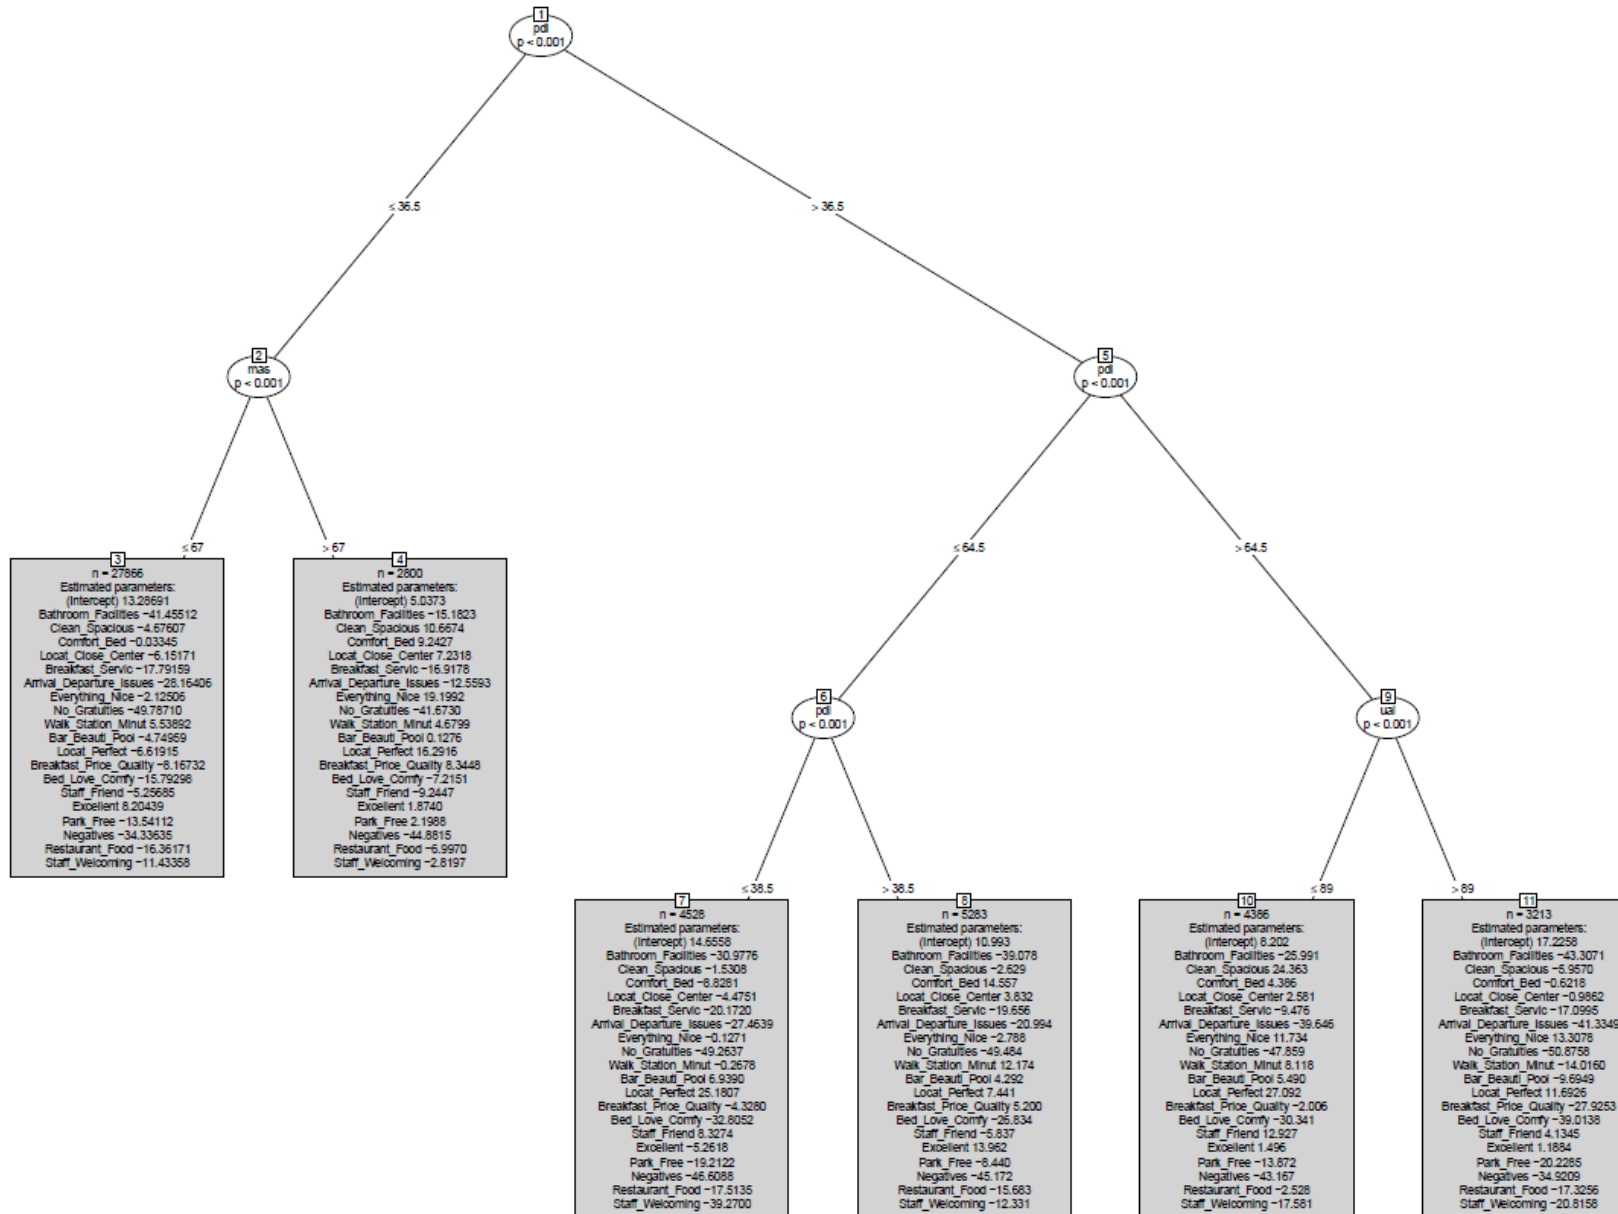 1
pdi
p < 0.001
≤ 36.5
> 36.5
2
mas
p < 0.001
5
pdi
p < 0.001
≤ 67
> 67
≤ 64.5
> 64.5
3
n = 27866
Estimated parameters:
(Intercept) 13.28691
Bathroom_Facilities −41.45512
Clean_Spacious −4.67607
Comfort_Bed −0.03345
Locat_Close_Center −6.15171
Breakfast_Servic −17.79159
Arrival_Departure_Issues −28.16406
Everything_Nice −2.12506
No_Gratuities −49.78710
Walk_Station_Minut 5.53892
Bar_Beauti_Pool −4.74959
Locat_Perfect −6.61915
Breakfast_Price_Quality −8.16732
Bed_Love_Comfy −15.79298
Staff_Friend −5.25685
Excellent 8.20439
Park_Free −13.54112
Negatives −34.33635
Restaurant_Food −16.36171
Staff_Welcoming −11.43358
4
n = 2800
Estimated parameters:
(Intercept) 5.0373
Bathroom_Facilities −15.1823
Clean_Spacious 10.6674
Comfort_Bed 9.2427
Locat_Close_Center 7.2318
Breakfast_Servic −16.9178
Arrival_Departure_Issues −12.5593
Everything_Nice 19.1992
No_Gratuities −41.6730
Walk_Station_Minut 4.6799
Bar_Beauti_Pool 0.1276
Locat_Perfect 16.2916
Breakfast_Price_Quality 8.3448
Bed_Love_Comfy −7.2151
Staff_Friend −9.2447
Excellent 1.8740
Park_Free 2.1988
Negatives −44.8815
Restaurant_Food −6.9970
Staff_Welcoming −2.8197
6
pdi
p < 0.001
9
uai
p < 0.001
≤ 38.5
> 38.5
≤ 89
> 89
7
n = 4528
Estimated parameters:
(Intercept) 14.6558
Bathroom_Facilities −30.9776
Clean_Spacious −1.5308
Comfort_Bed −8.8281
Locat_Close_Center −4.4751
Breakfast_Servic −20.1720
Arrival_Departure_Issues −27.4639
Everything_Nice −0.1271
No_Gratuities −49.2637
Walk_Station_Minut −0.2678
Bar_Beauti_Pool 6.9390
Locat_Perfect 25.1807
Breakfast_Price_Quality −4.3280
Bed_Love_Comfy −32.8052
Staff_Friend 8.3274
Excellent −5.2618
Park_Free −19.2122
Negatives −46.6088
Restaurant_Food −17.5135
Staff_Welcoming −39.2700
8
n = 5283
Estimated parameters:
(Intercept) 10.993
Bathroom_Facilities −39.078
Clean_Spacious −2.629
Comfort_Bed 14.557
Locat_Close_Center 3.832
Breakfast_Servic −19.656
Arrival_Departure_Issues −20.994
Everything_Nice −2.788
No_Gratuities −49.484
Walk_Station_Minut 12.174
Bar_Beauti_Pool 4.292
Locat_Perfect 7.441
Breakfast_Price_Quality 5.200
Bed_Love_Comfy −26.834
Staff_Friend −5.837
Excellent 13.962
Park_Free −8.440
Negatives −45.172
Restaurant_Food −15.683
Staff_Welcoming −12.331
10
n = 4386
Estimated parameters:
(Intercept) 8.202
Bathroom_Facilities −25.991
Clean_Spacious 24.363
Comfort_Bed 4.386
Locat_Close_Center 2.581
Breakfast_Servic −9.476
Arrival_Departure_Issues −39.646
Everything_Nice 11.734
No_Gratuities −47.859
Walk_Station_Minut 8.118
Bar_Beauti_Pool 5.490
Locat_Perfect 27.092
Breakfast_Price_Quality −2.006
Bed_Love_Comfy −30.341
Staff_Friend 12.927
Excellent 1.496
Park_Free −13.872
Negatives −43.167
Restaurant_Food −2.528
Staff_Welcoming −17.581
11
n = 3213
Estimated parameters:
(Intercept) 17.2258
Bathroom_Facilities −43.3071
Clean_Spacious −5.9570
Comfort_Bed −0.6218
Locat_Close_Center −0.9862
Breakfast_Servic −17.0995
Arrival_Departure_Issues −41.3349
Everything_Nice 13.3078
No_Gratuities −50.8758
Walk_Station_Minut −14.0160
Bar_Beauti_Pool −9.6949
Locat_Perfect 11.6926
Breakfast_Price_Quality −27.9253
Bed_Love_Comfy −39.0138
Staff_Friend 4.1345
Excellent 1.1884
Park_Free −20.2285
Negatives −34.9209
Restaurant_Food −17.3256
Staff_Welcoming −20.8158